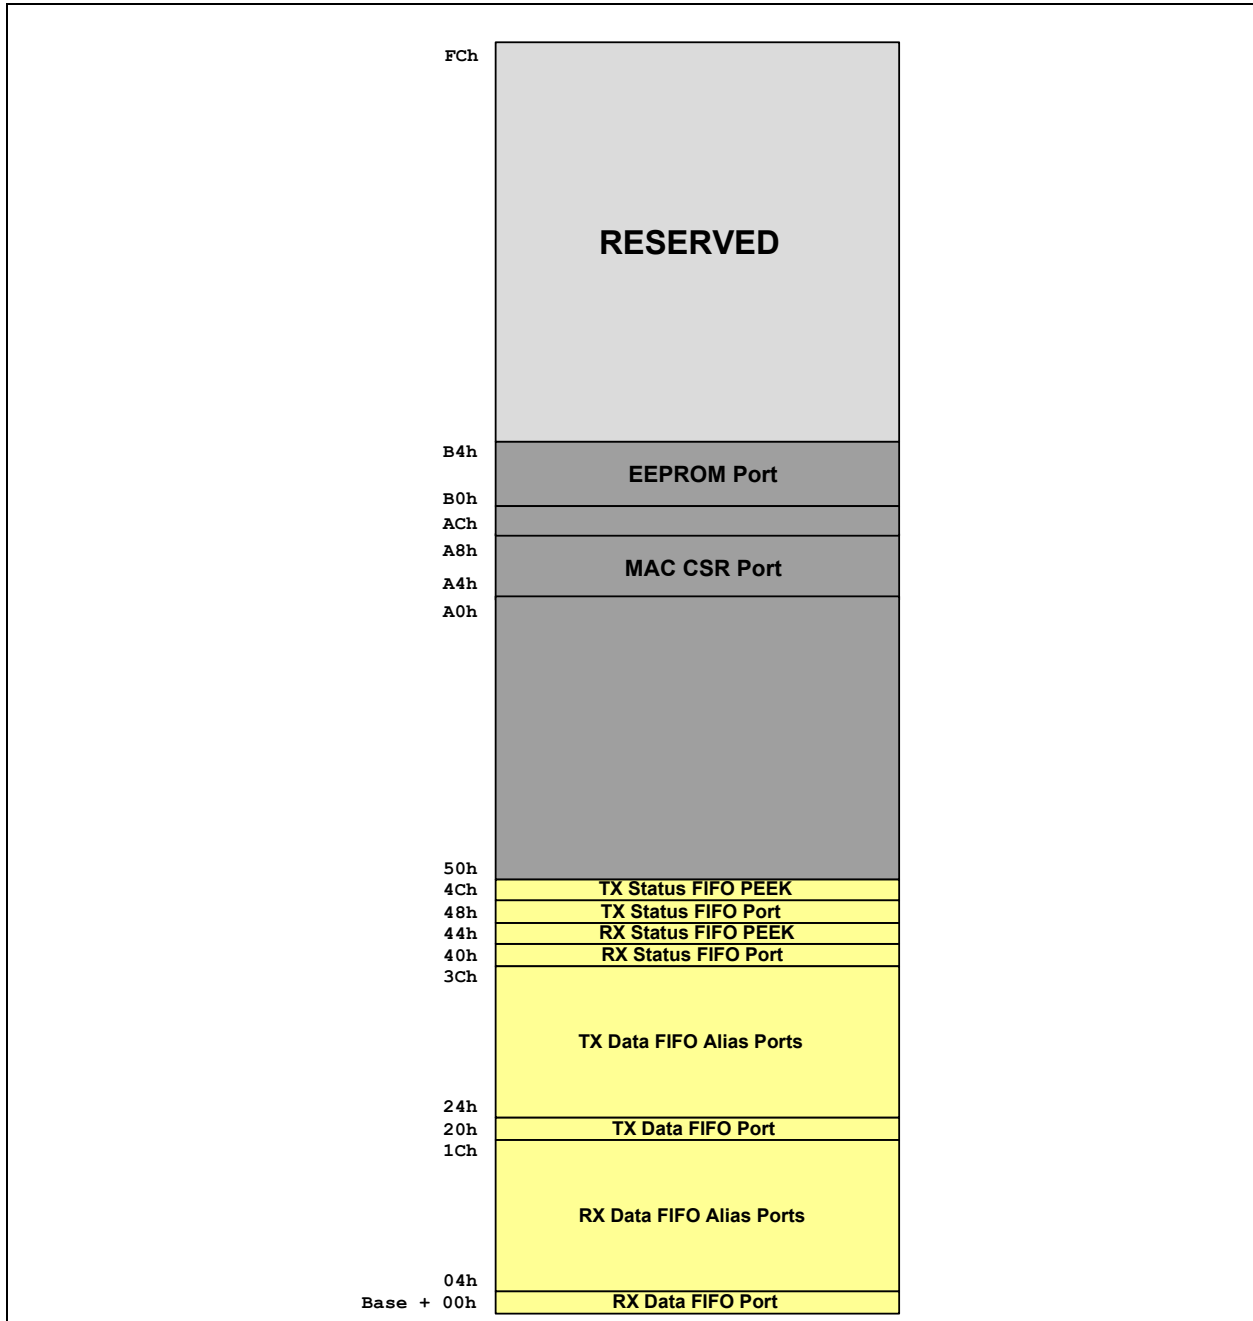 FCh
RESERVED
B4h
EEPROM Port
B0h
ACh
A8h
MAC CSR Port
A4h
A0h
50h
4Ch TX Status FIFO PEEK
48h TX Status FIFO Port
44h RX Status FIFO PEEK
40h RX Status FIFO Port
3Ch
TX Data FIFO Alias Ports
24h
20h TX Data FIFO Port
1Ch
RX Data FIFO Alias Ports
04h
Base + 00h RX Data FIFO Port